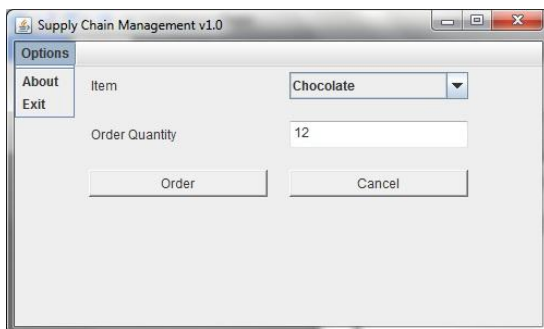 Supply Chain Management v1.0
Options
About
Exit
Item
Chocolate
Order Quantity
12
Order
Cancel